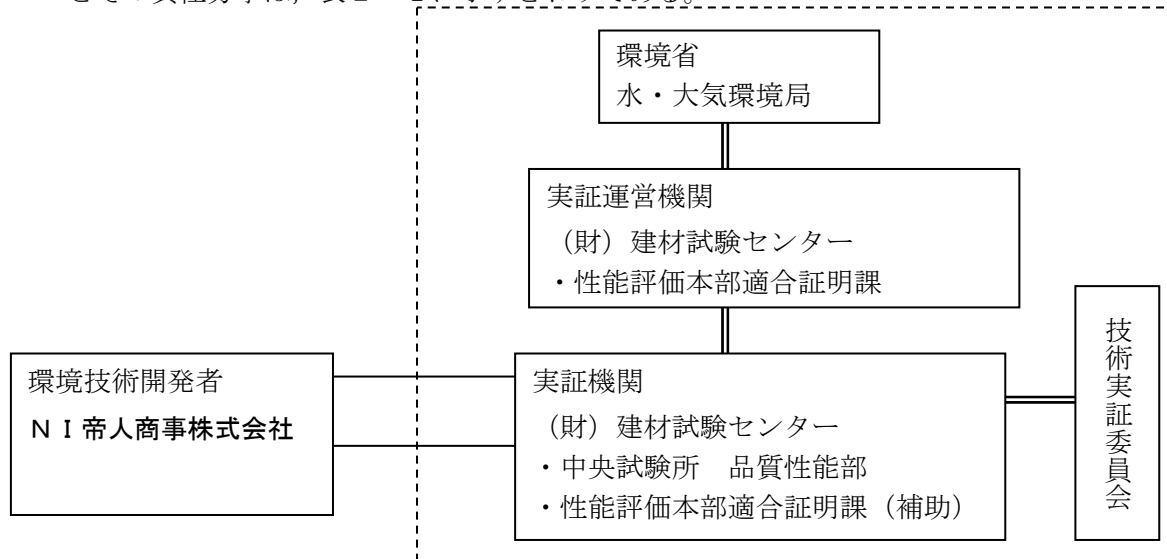 環境省
水・大気環境局
実証運営機関
（財）建材試験センター
・性能評価本部適合証明課
環境技術開発者
ＮＩ帝人商事株式会社
実証機関
（財）建材試験センター
・中央試験所　品質性能部
・性能評価本部適合証明課（補助）
技術実証委員会